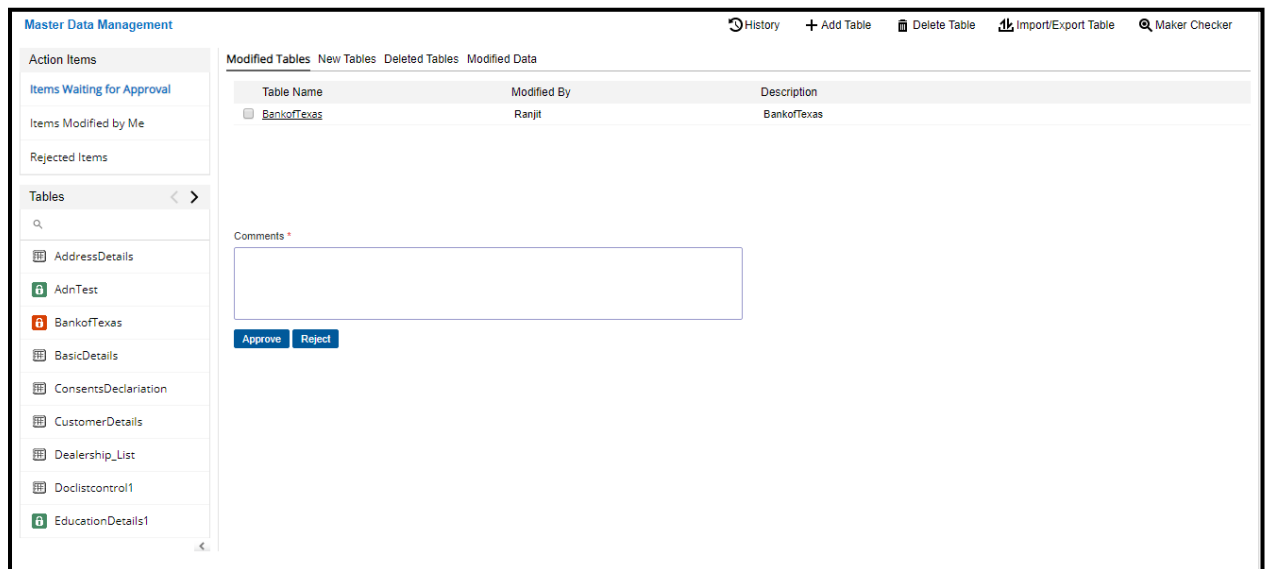 Master Data Management
History
Add Table
Delete Table
Import/Export Table
Maker Checker
Action Items
Items Waiting for Approval
Items Modified by Me
Rejected Items
Tables
AddressDetails
AdnTest
BankofTexas
BasicDetails
ConsentsDeclariation
CustomerDetails
Dealership_List
Doclistcontrol1
EducationDetails1
Modified Tables New Tables Deleted Tables Modified Data
Table Name Modified By Description
BankofTexas Ranjit BankofTexas
Comments *
Approve Reject